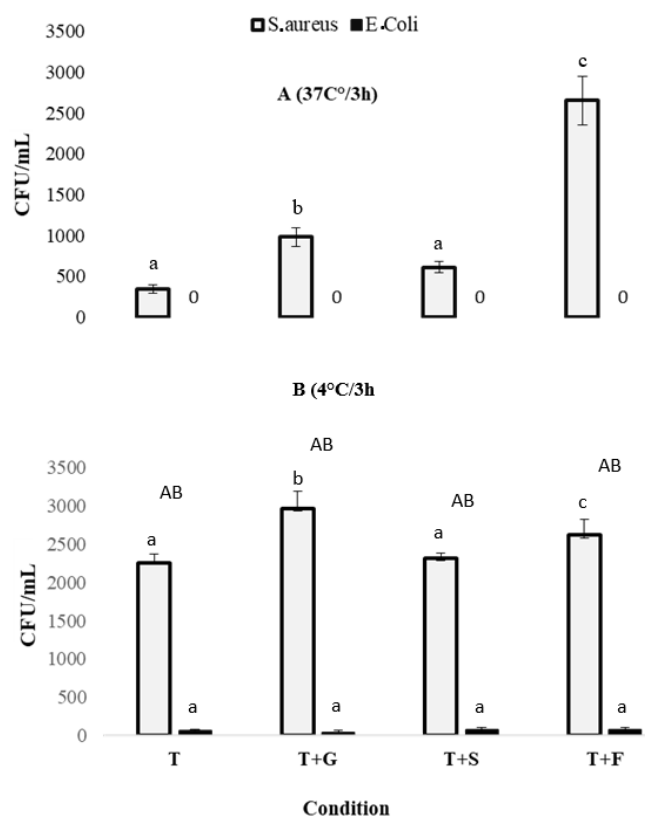 S.aureus E-Coli
A (37C°/3h)
CFU/mL
3500
3000
2500
2000
1500
1000
500
0
a
0
b
0
a
0
c
0
B (4°C/3h
CFU/mL
3500
3000
2500
2000
1500
1000
500
0
AB
a
a
AB
b
a
AB
a
a
AB
c
a
T T+G T+S T+F
Condition